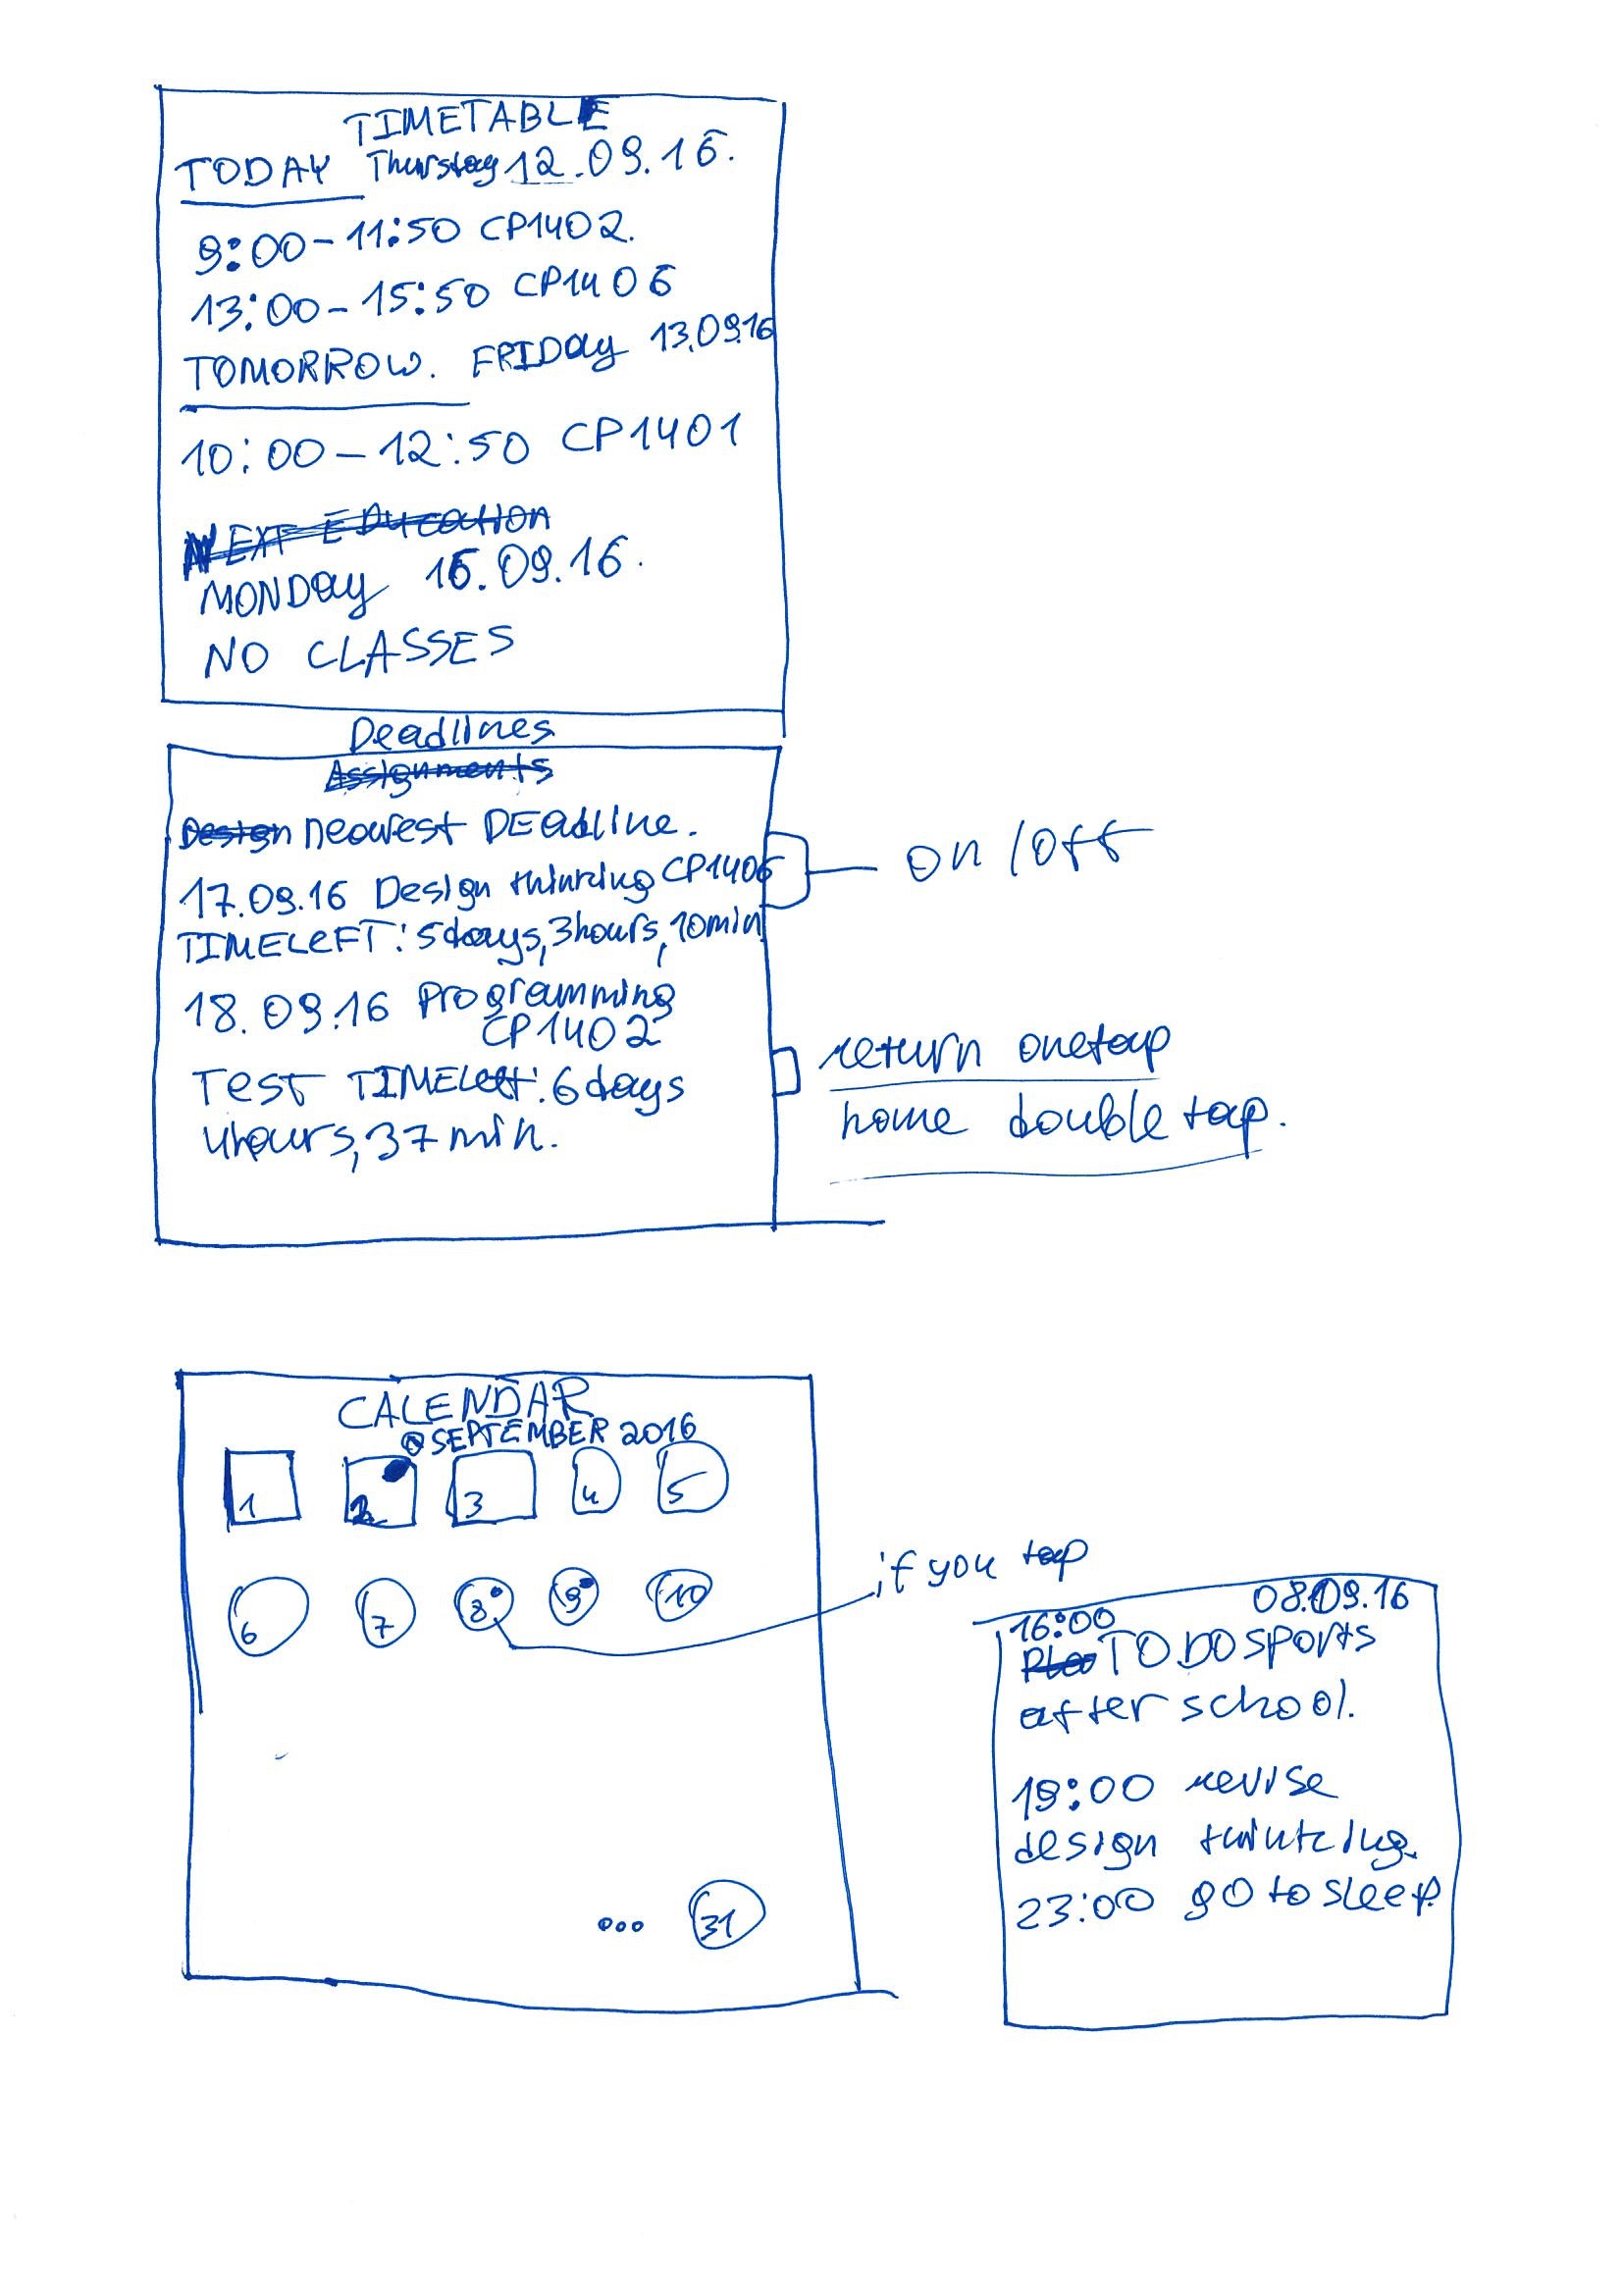 TIMETABLE
TODAY Thursday 12.09.16.
9:00-11:50 CP1402.
13:00-15:50 CP1406
TOMORROW. FRIDay 13.09.16
10:00-12:50 CP1401
NEXT EDucation
MONDay 16.09.16.
NO CLASSES
Deadlines
Assignments
Design nearest DEadline.
17.09.16 Design thinking CP1406
TIMELeFT: 5days, 3hours, 10min
on/off
18.09.16 Programming
CP1402
Test TIMELeft: 6days
4hours, 37min.
return onetap
home double tap.
CALENDAR
SEPTEMBER 2016
1 2 3 4 5
6 7 8 9 10
... 31
if you tap
08.09.16
16:00
TO DO SPORTS
after school.
19:00 revise
design thinking.
23:00 go to sleep.